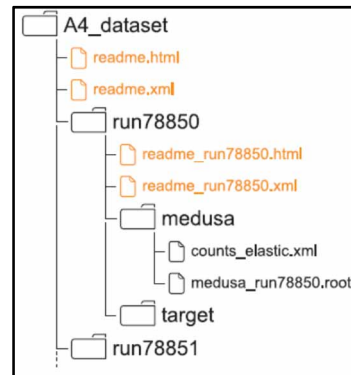 A4_dataset
readme.html
readme.xml
run78850
readme_run78850.html
readme_run78850.xml
medusa
counts_elastic.xml
medusa_run78850.root
target
run78851